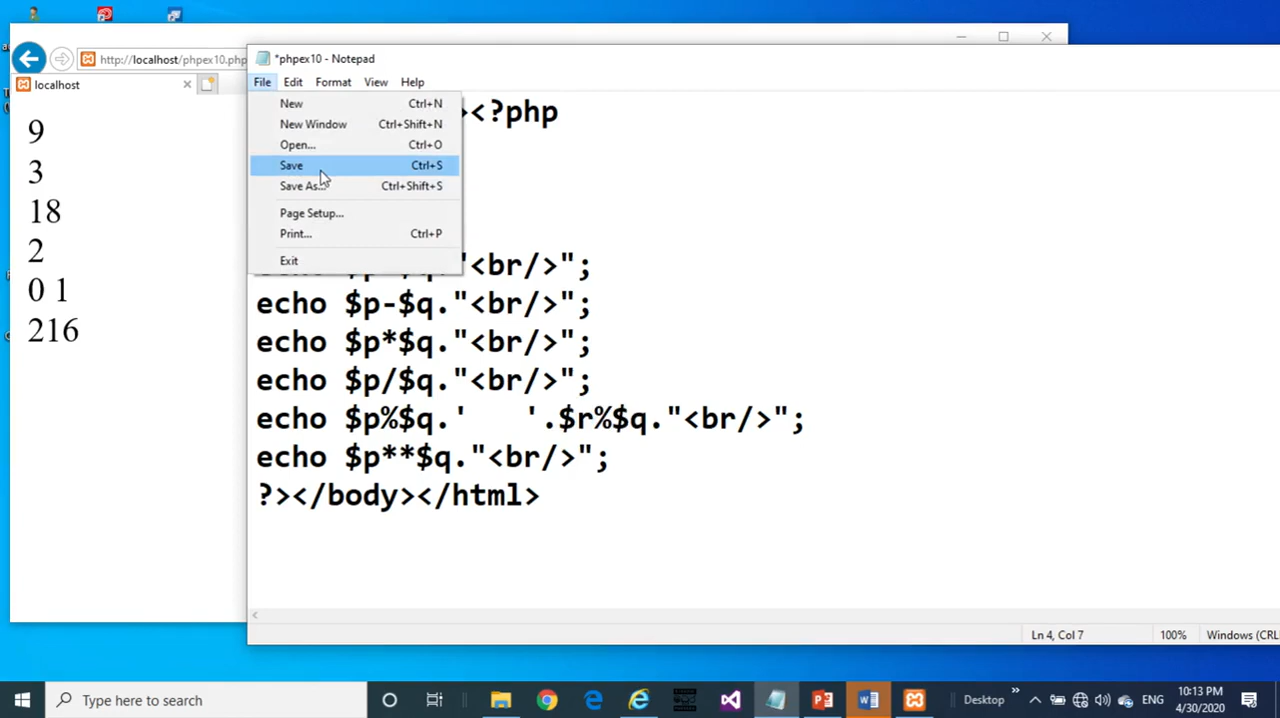 http://localhost/phpex10.php
localhost
9
3
18
2
0 1
216
*phpex10 - Notepad
File Edit Format View Help
New Ctrl+N
New Window Ctrl+Shift+N
Open... Ctrl+O
Save Ctrl+S
Save As... Ctrl+Shift+S
Page Setup... 
Print... Ctrl+P
Exit
><?php
"<br/>";
echo $p-$q."<br/>";
echo $p*$q."<br/>";
echo $p/$q."<br/>";
echo $p%$q.'   '.$r%$q."<br/>";
echo $p**$q."<br/>";
?></body></html>
Ln 4, Col 7
100%
Windows (CRL
Type here to search
Desktop
ENG
10:13 PM
4/30/2020